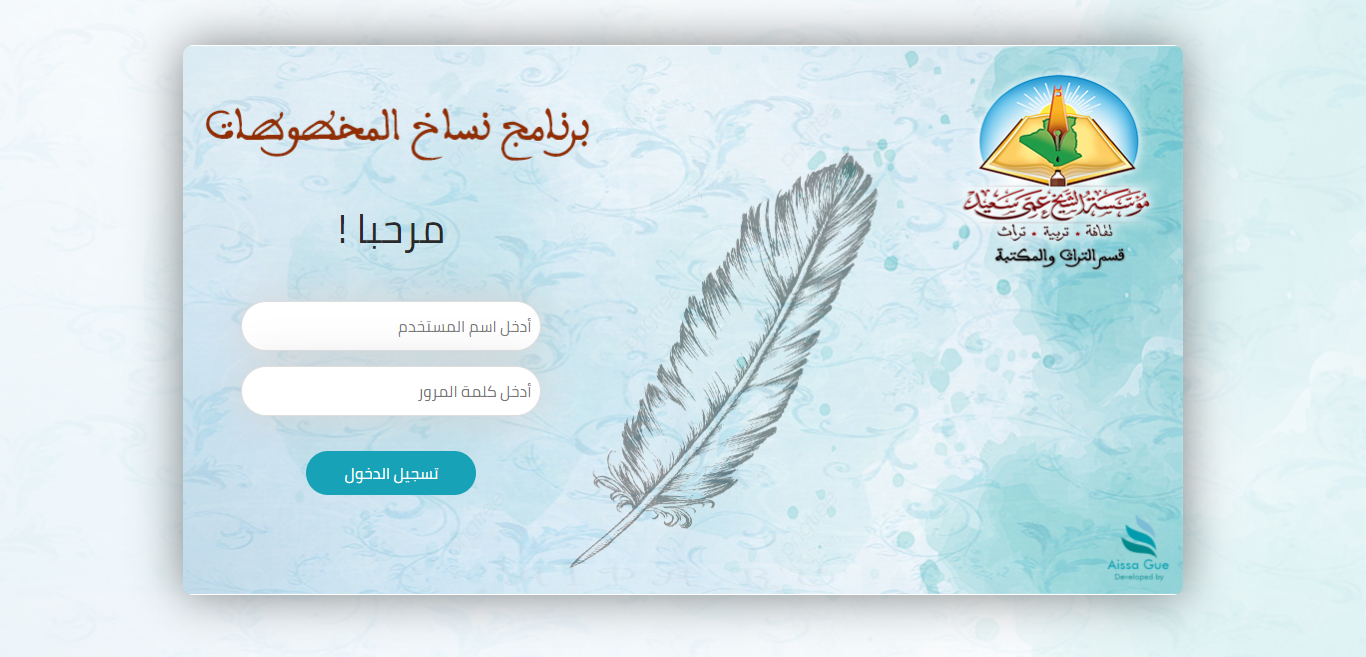 برنامج نساخ المخطوطات
مرحبا !
أدخل اسم المستخدم
أدخل كلمة المرور
تسجيل الدخول
مؤسسة الشيخ عمي سعيد
ثقافة • تربية • تراث
قسم التراث والمكتبة
Aissa Gue
Developed by